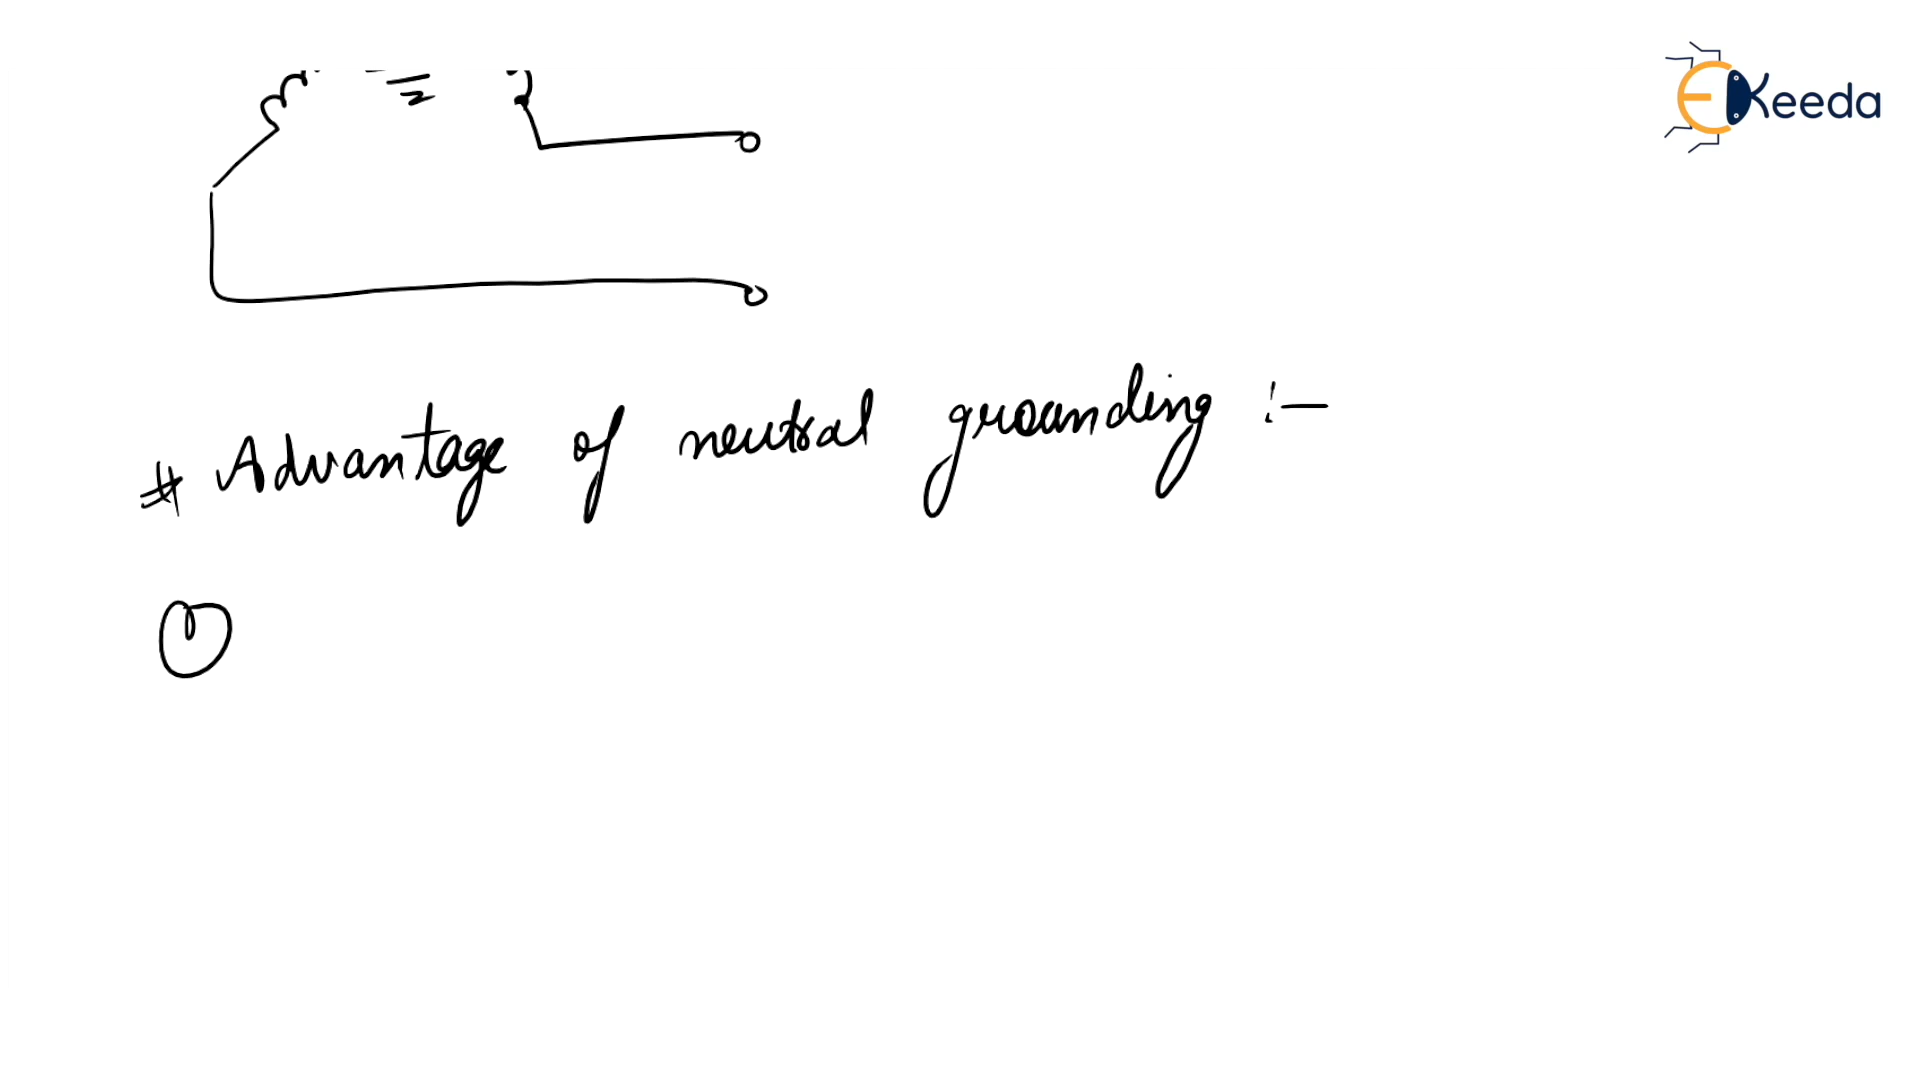 EKeeda
# Advantage of neutral grounding :-
①